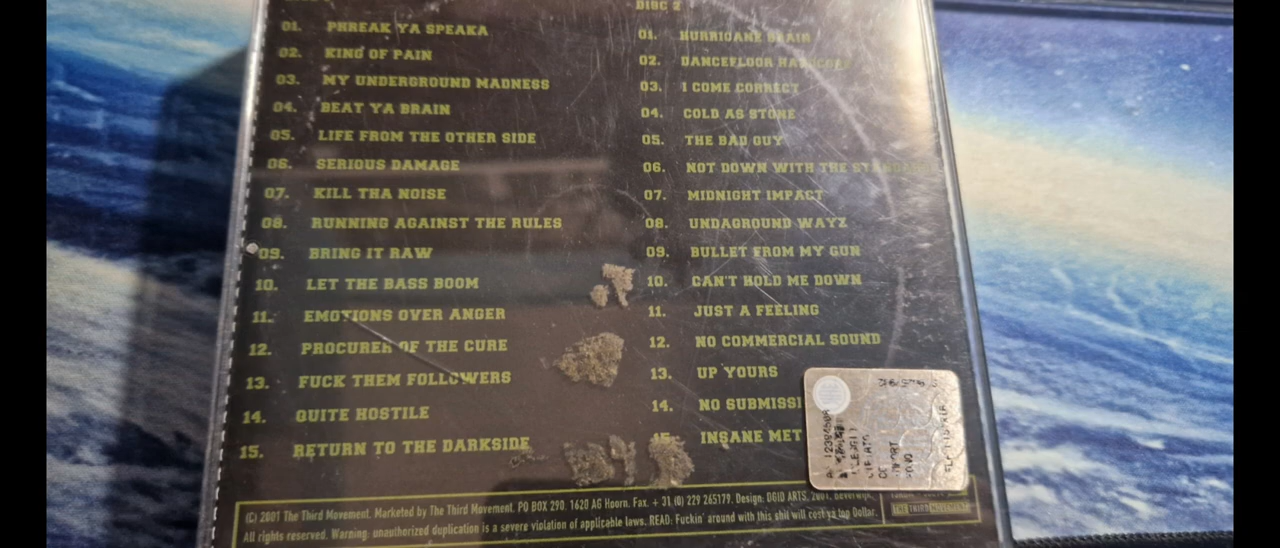 DISC 2
01. PHREAK YA SPEAKA
02. KING OF PAIN
03. MY UNDERGROUND MADNESS
04. BEAT YA BRAIN
05. LIFE FROM THE OTHER SIDE
06. SERIOUS DAMAGE
07. KILL THA NOISE
08. RUNNING AGAINST THE RULES
09. BRING IT RAW
10. LET THE BASS BOOM
11. EMOTIONS OVER ANGER
12. PROCURER OF THE CURE
13. FUCK THEM FOLLOWERS
14. QUITE HOSTILE
15. RETURN TO THE DARKSIDE
01. HURRICANE
02. DANCEFLOOR
03. I COME CORRECT
04. COLD AS STONE
05. THE BAD GUY
06. NOT DOWN WITH THE
07. MIDNIGHT IMPACT
08. UNDAGROUND WAYZ
09. BULLET FROM MY GUN
10. CAN'T HOLD ME DOWN
11. JUST A FEELING
12. NO COMMERCIAL SOUND
13. UP YOURS
14. NO SUBMISSI
15. INSANE MET
(C) 2001 The Third Movement. Marketed by The Third Movement. PO BOX 290. 1620 AG Hoorn. Fax. + 31 (0) 229 265179. Design: DGID ARTS, 2001, Beverwijk.
All rights reserved. Warning: unauthorized duplication is a severe violation of applicable laws. READ: Fuckin' around with this shit will cost ya top Dollar.
THE THIRD MOVEMENT